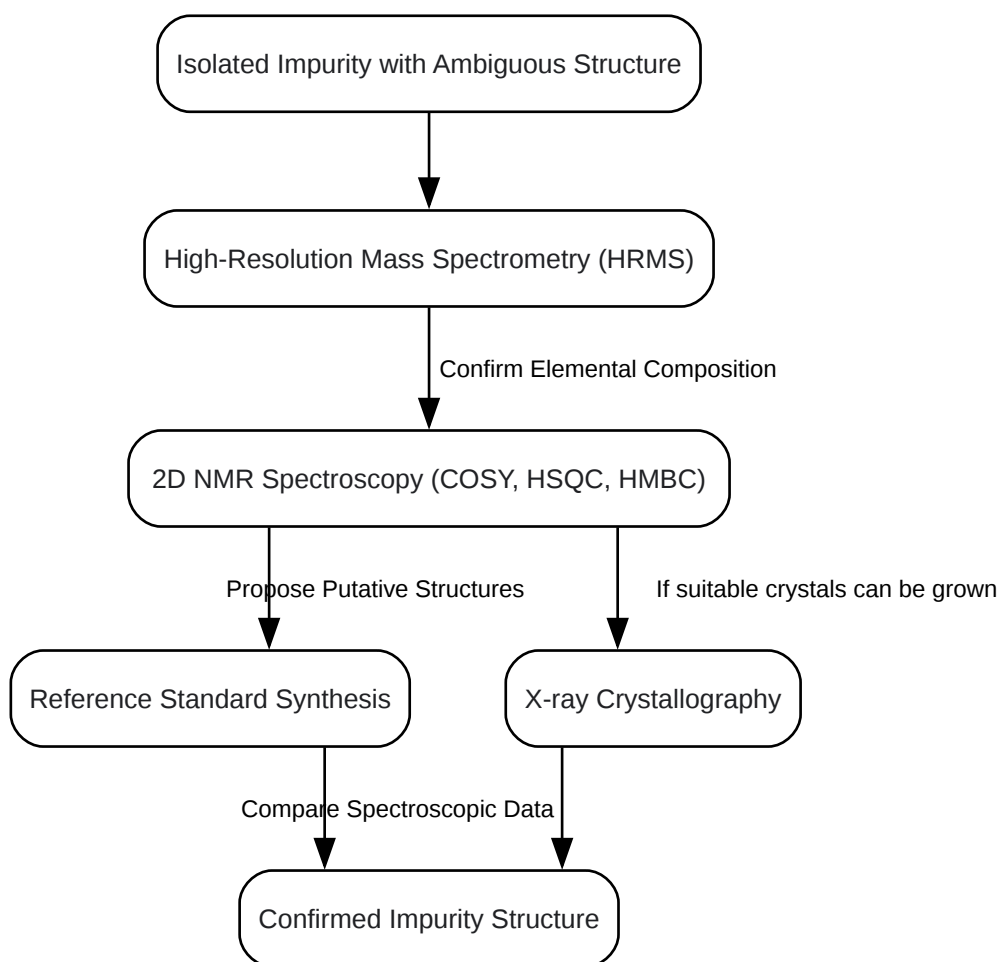 Isolated Impurity with Ambiguous Structure
High-Resolution Mass Spectrometry (HRMS)
Confirm Elemental Composition
2D NMR Spectroscopy (COSY, HSQC, HMBC)
Propose Putative Structures
If suitable crystals can be grown
Reference Standard Synthesis
X-ray Crystallography
Compare Spectroscopic Data
Confirmed Impurity Structure